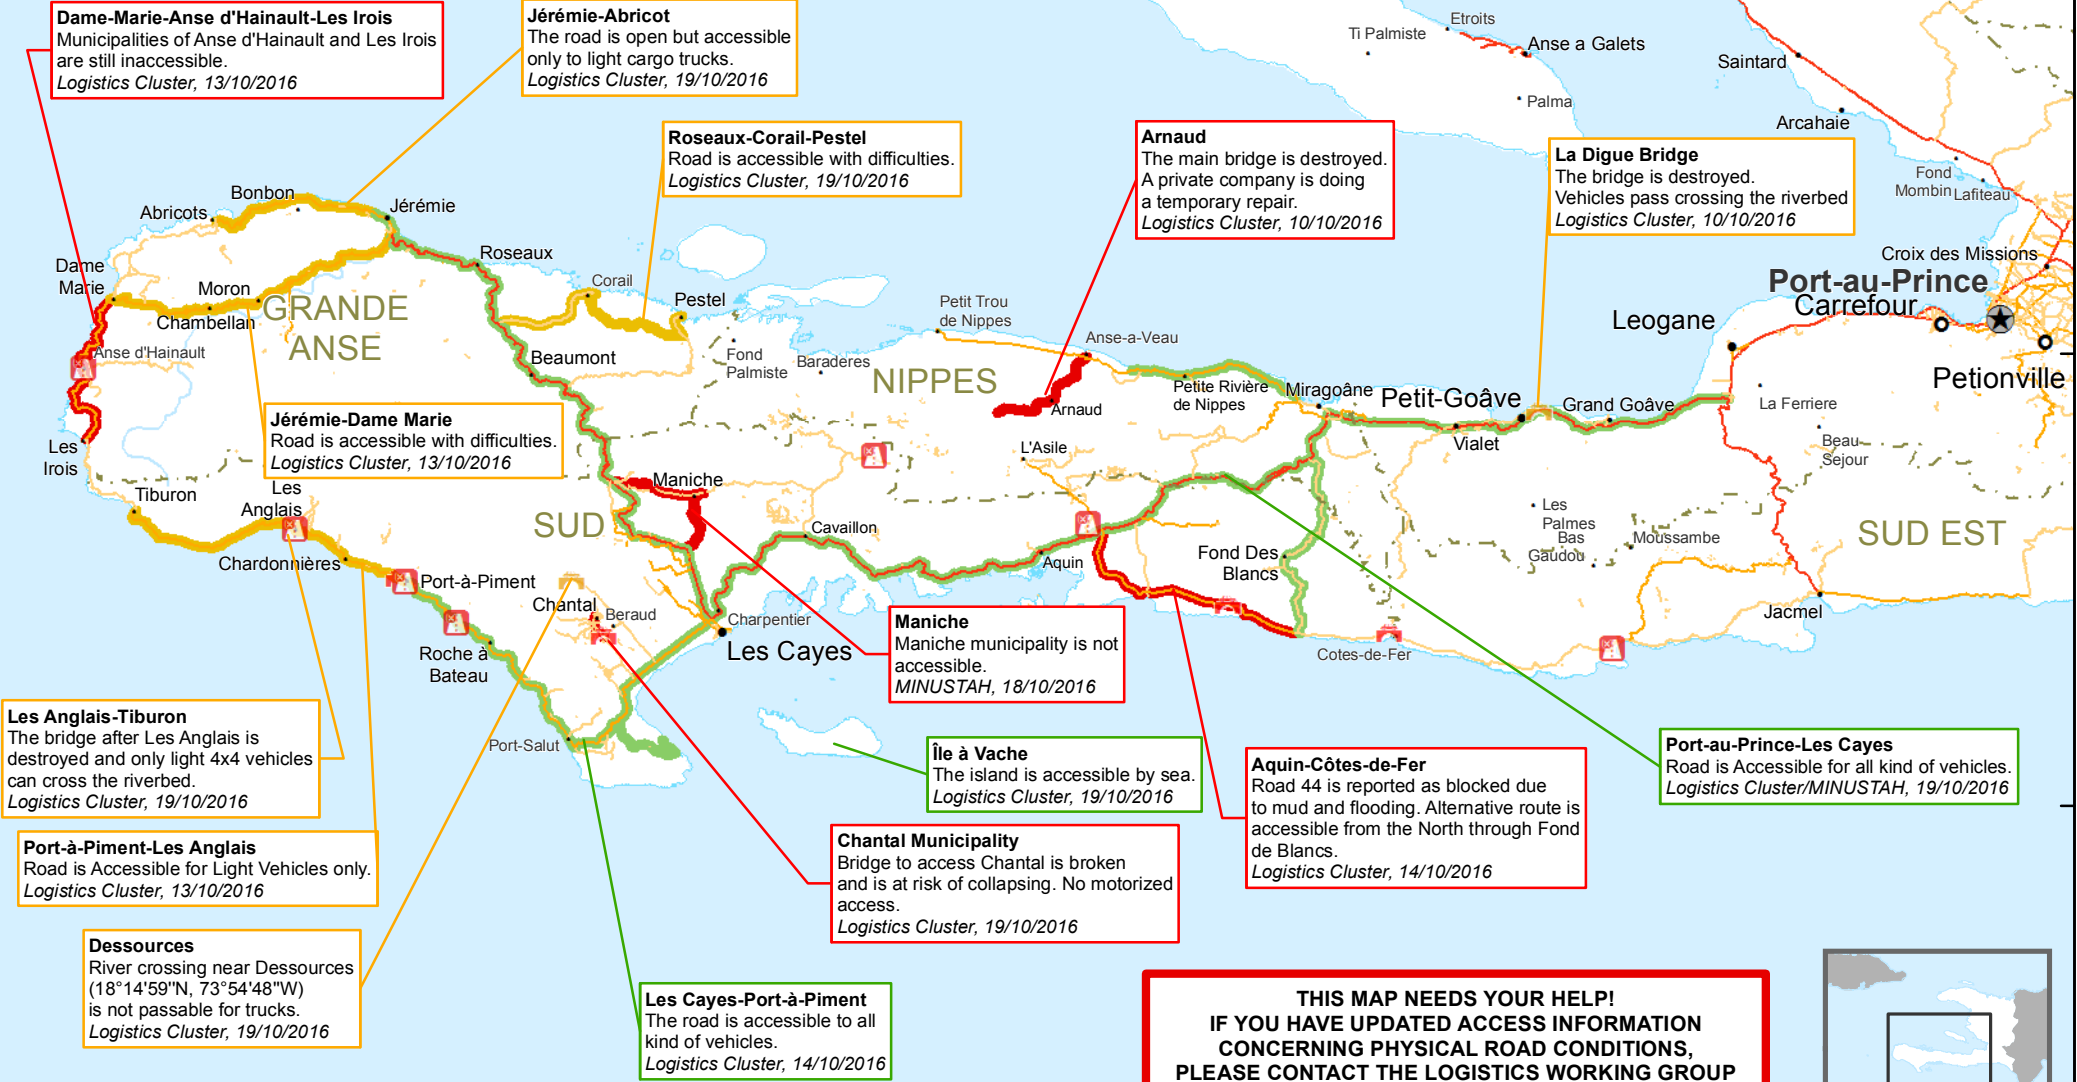 Dame-Marie-Anse d'Hainault-Les Irois
Municipalities of Anse d'Hainault and Les Irois
are still inaccessible.
Logistics Cluster, 13/10/2016
Jérémie-Abricot
The road is open but accessible
only to light cargo trucks.
Logistics Cluster, 19/10/2016
Roseaux-Corail-Pestel
Road is accessible with difficulties.
Logistics Cluster, 19/10/2016
Arnaud
The main bridge is destroyed.
A private company is doing
a temporary repair.
Logistics Cluster, 10/10/2016
La Digue Bridge
The bridge is destroyed.
Vehicles pass crossing the riverbed
Logistics Cluster, 10/10/2016
Etroits
Ti Palmiste
Anse a Galets
Palma
Saintard
Arcahaie
Fond
Mombin
Lafiteau
Croix des Missions
Port-au-Prince
Carrefour
Leogane
Petionville
Bonbon
Abricots
Jérémie
Roseaux
Dame
Marie
Moron
Chambellan
GRANDE
ANSE
Corail
Pestel
Anse d'Hainault
Beaumont
Fond
Palmiste
Baraderes
Petit Trou
de Nippes
Anse-a-Veau
NIPPES
Arnaud
Petite Rivière
de Nippes
Miragoâne
Petit-Goâve
Vialet
Grand Goâve
La Ferriere
Beau
Sejour
Jérémie-Dame Marie
Road is accessible with difficulties.
Logistics Cluster, 13/10/2016
Les
Irois
Tiburon
Les
Anglais
Chardonnières
Maniche
SUD
L'Asile
Cavaillon
Aquin
Fond Des
Blancs
Les
Palmes
Bas
Gaudou
Moussambe
SUD EST
Jacmel
Port-à-Piment
Chantal
Beraud
Charpentier
Les Cayes
Roche à
Bateau
Port-Salut
Cotes-de-Fer
Maniche
Maniche municipality is not
accessible.
MINUSTAH, 18/10/2016
Les Anglais-Tiburon
The bridge after Les Anglais is
destroyed and only light 4x4 vehicles
can cross the riverbed.
Logistics Cluster, 19/10/2016
Île à Vache
The island is accessible by sea.
Logistics Cluster, 19/10/2016
Aquin-Côtes-de-Fer
Road 44 is reported as blocked due
to mud and flooding. Alternative route is
accessible from the North through Fond
de Blancs.
Logistics Cluster, 14/10/2016
Port-au-Prince-Les Cayes
Road is Accessible for all kind of vehicles.
Logistics Cluster/MINUSTAH, 19/10/2016
Port-à-Piment-Les Anglais
Road is Accessible for Light Vehicles only.
Logistics Cluster, 13/10/2016
Chantal Municipality
Bridge to access Chantal is broken
and is at risk of collapsing. No motorized
access.
Logistics Cluster, 19/10/2016
Dessources
River crossing near Dessources
(18°14'59"N, 73°54'48"W)
is not passable for trucks.
Logistics Cluster, 19/10/2016
Les Cayes-Port-à-Piment
The road is accessible to all
kind of vehicles.
Logistics Cluster, 14/10/2016
THIS MAP NEEDS YOUR HELP!
IF YOU HAVE UPDATED ACCESS INFORMATION
CONCERNING PHYSICAL ROAD CONDITIONS,
PLEASE CONTACT THE LOGISTICS WORKING GROUP